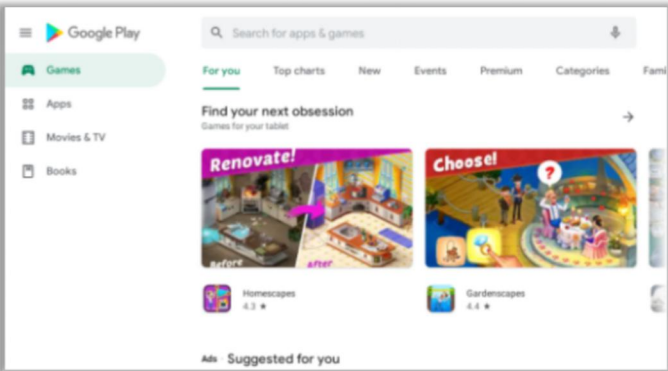 Google Play
Search for apps & games
Games
Apps
Movies & TV
Books
For you
Top charts
New
Events
Premium
Categories
Fami
Find your next obsession
Games for your tablet
Renovate!
Before
After
Choose!
?
Homescapes
4.3 ★
Gardenscapes
4.4 ★
Ads · Suggested for you